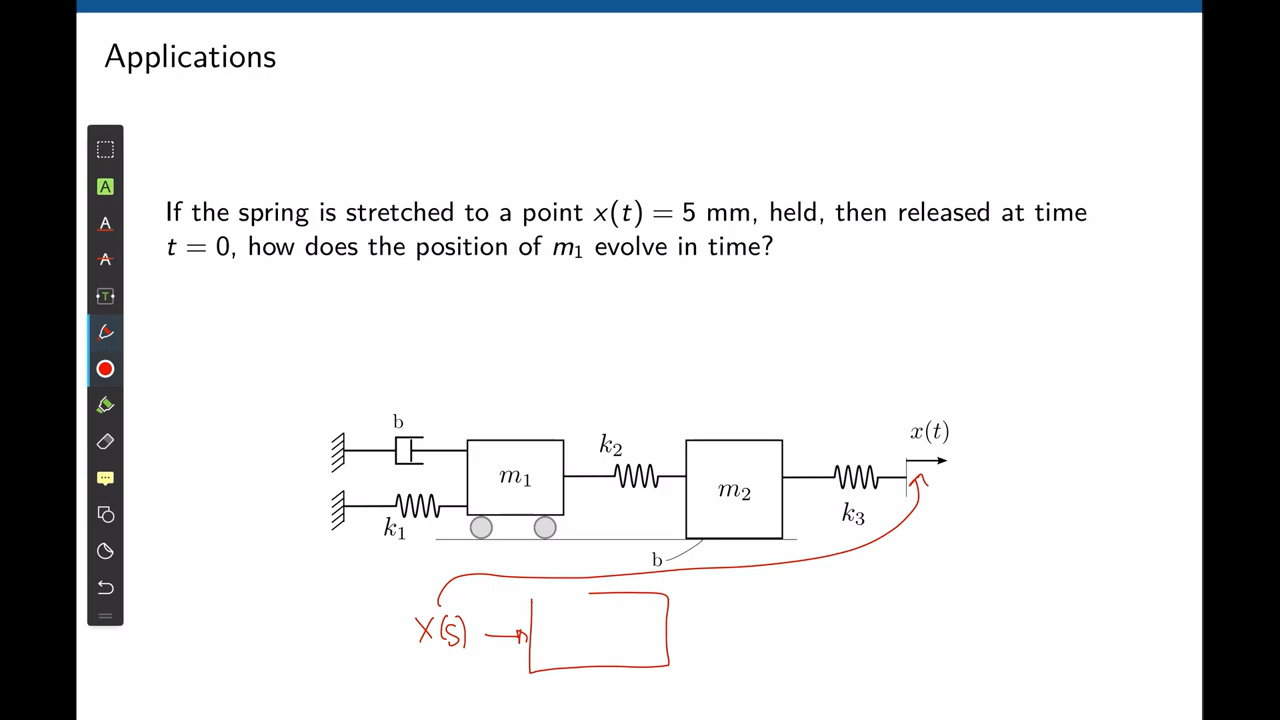 Applications
If the spring is stretched to a point x(t) = 5 mm, held, then released at time
t = 0, how does the position of m₁ evolve in time?
b
k₂
x(t)
m₁
m₂
k₁
k₃
b
X(s)